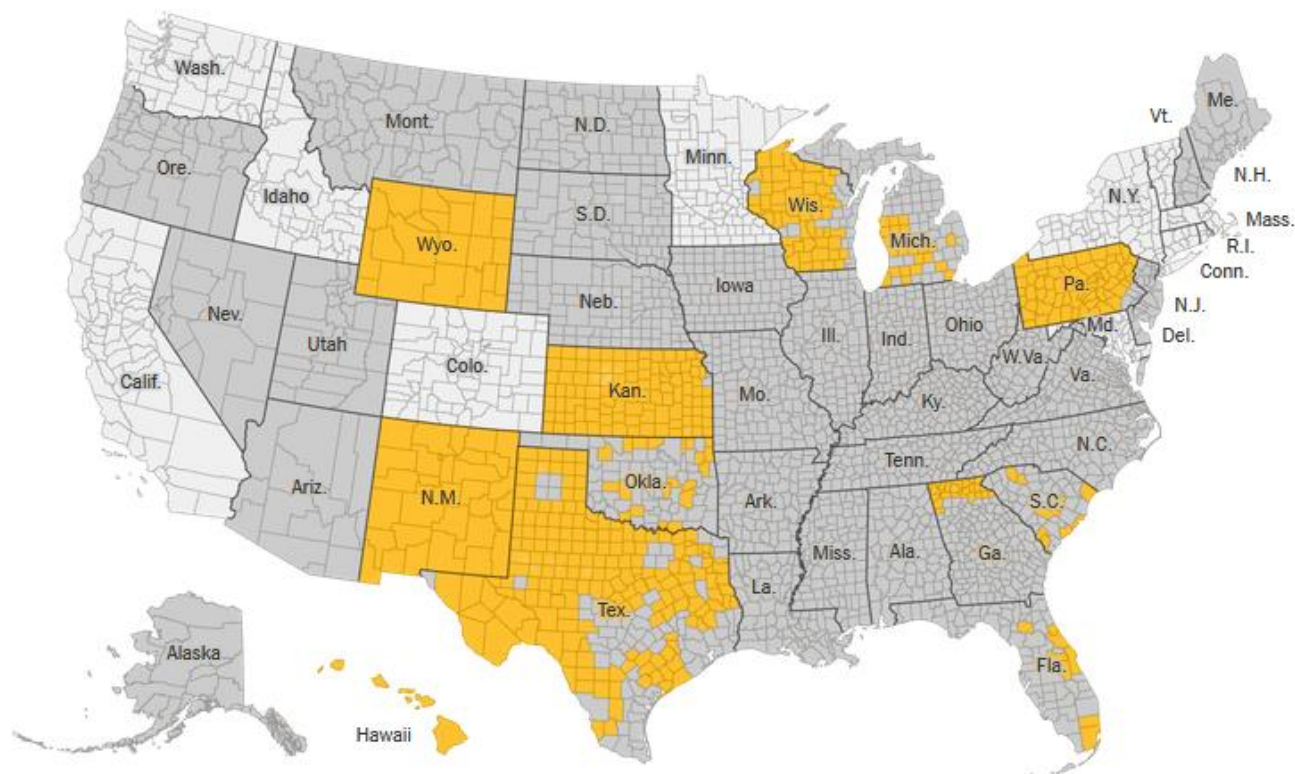 Wash.
Mont.
N.D.
Minn.
Vt.
Me.
Ore.
Idaho
S.D.
Wis.
Mich.
N.Y.
N.H.
Mass.
R.I.
Conn.
Wyo.
Neb.
Iowa
Pa.
N.J.
Nev.
Utah
Colo.
Ill.
Ind.
Ohio
Md.
Del.
Calif.
Kan.
Mo.
W.Va.
Va.
Ky.
N.C.
Ariz.
N.M.
Okla.
Ark.
Tenn.
S.C.
Miss.
Ala.
Ga.
Tex.
La.
Alaska
Fla.
Hawaii